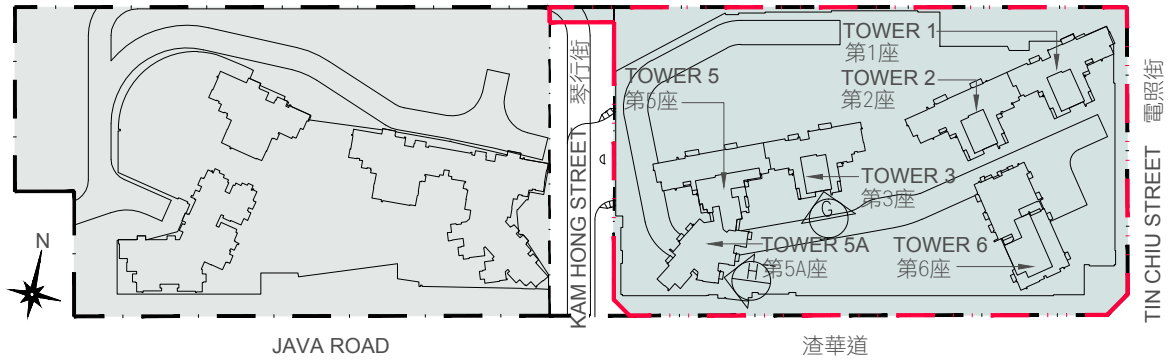 TOWER 1
第1座
TOWER 2
第2座
TOWER 5
第5座
TOWER 3
第3座
G
TOWER 5A
第5A座
H
TOWER 6
第6座
N
KAM HONG STREET 琴行街
TIN CHIU STREET 電照街
JAVA ROAD
渣華道